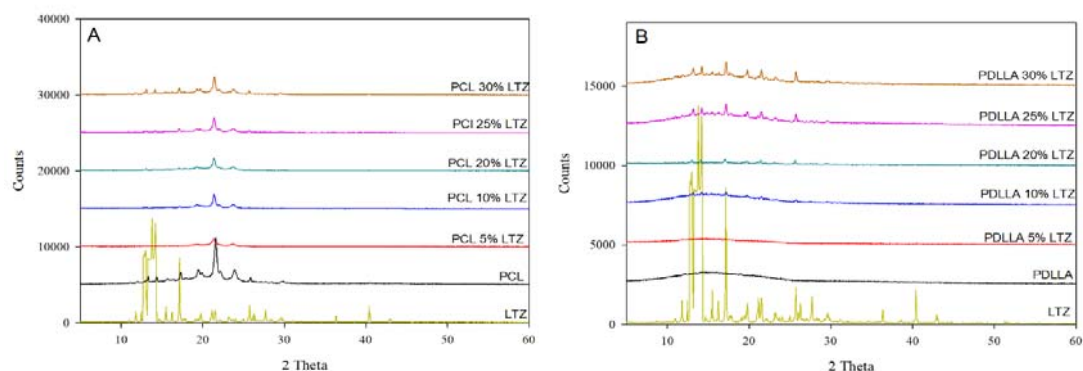 A
40000
30000
20000
10000
0
Counts
PCL 30% LTZ
PCl 25% LTZ
PCL 20% LTZ
PCL 10% LTZ
PCL 5% LTZ
PCL
LTZ
10 20 30 40 50 60
2 Theta
B
15000
10000
5000
0
Counts
PDLLA 30% LTZ
PDLLA 25% LTZ
PDLLA 20% LTZ
PDLLA 10% LTZ
PDLLA 5% LTZ
PDLLA
LTZ
10 20 30 40 50 60
2 Theta